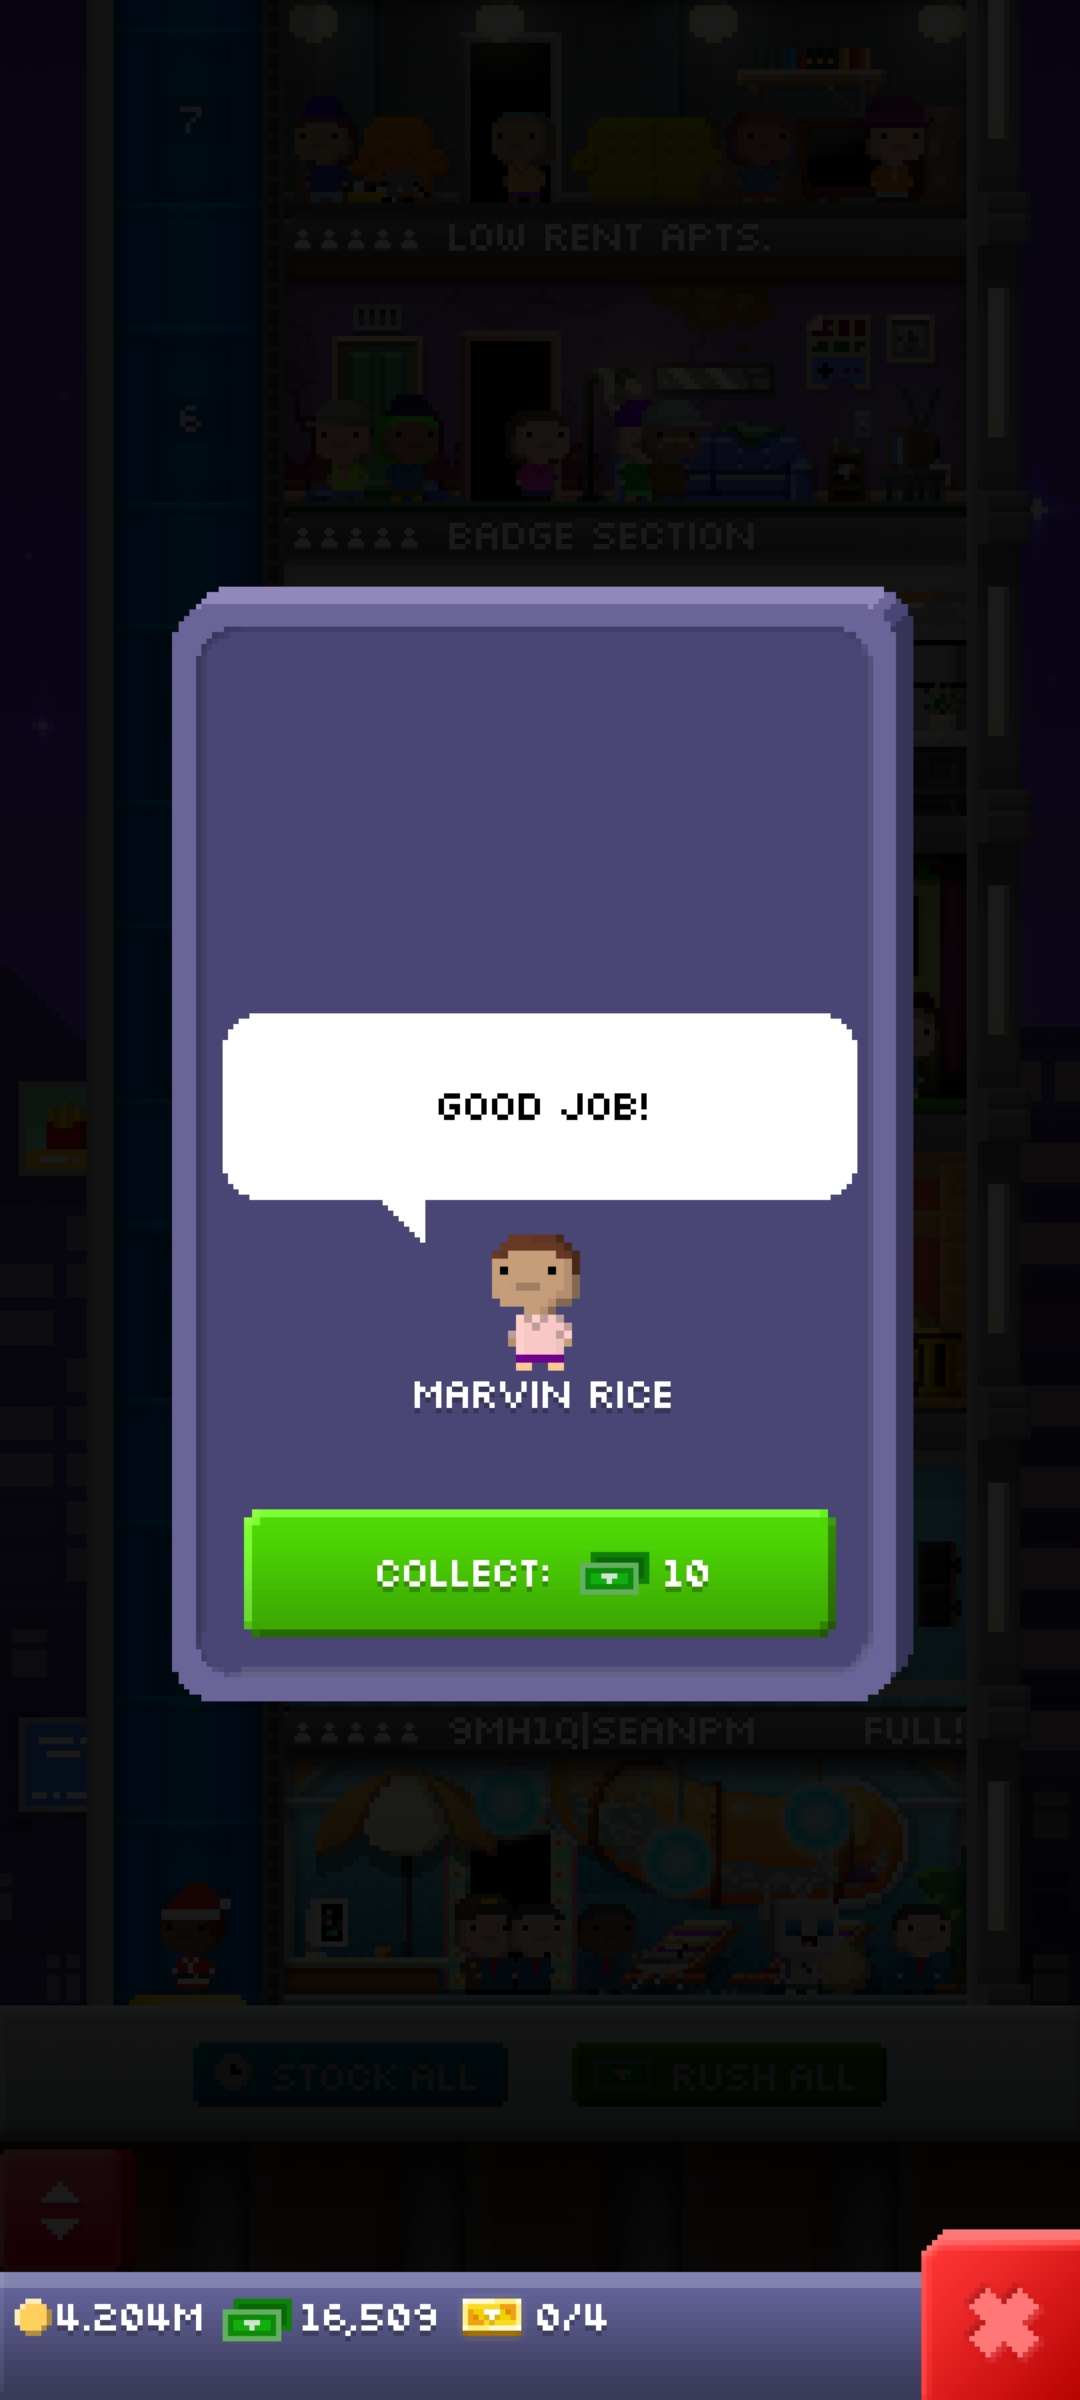 7
LOW RENT APTS.
6
BADGE SECTION
GOOD JOB!
MARVIN RICE
COLLECT: 10
9MH1Q|SEANPM FULL!
STOCK ALL RUSH ALL
4.204M 16,509 0/4